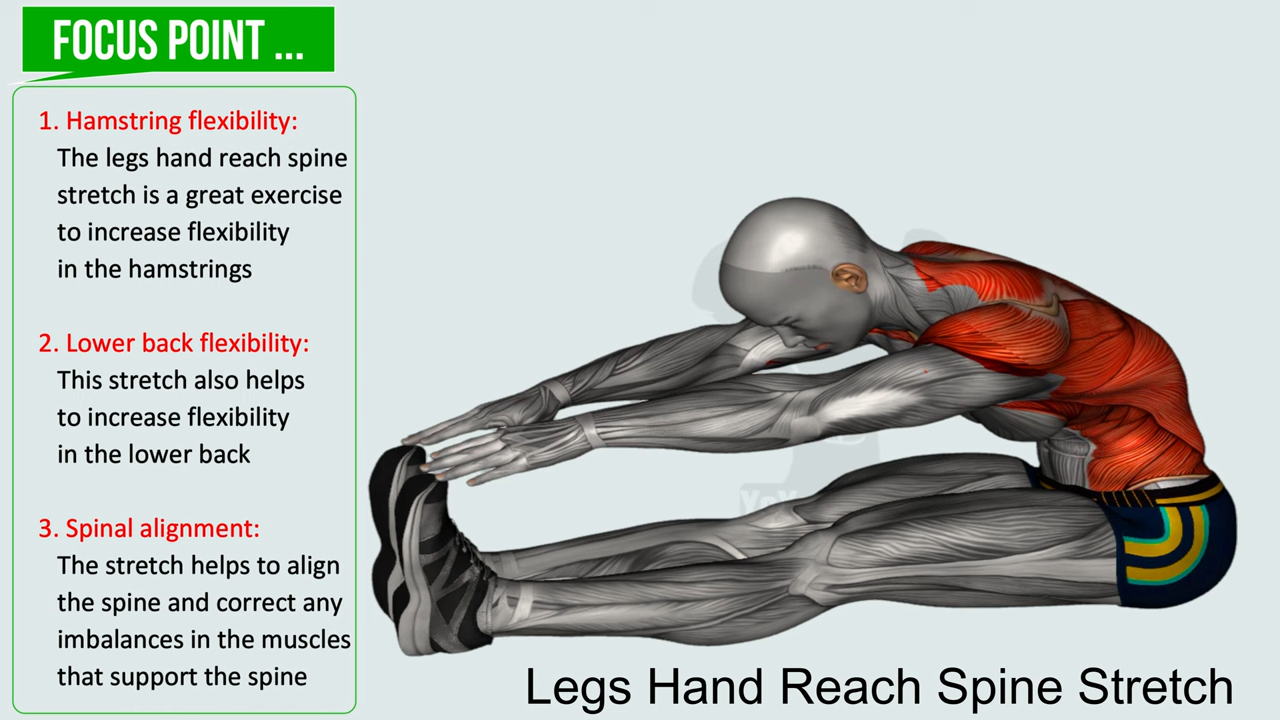 FOCUS POINT ...
1. Hamstring flexibility:
The legs hand reach spine
stretch is a great exercise
to increase flexibility
in the hamstrings
2. Lower back flexibility:
This stretch also helps
to increase flexibility
in the lower back
3. Spinal alignment:
The stretch helps to align
the spine and correct any
imbalances in the muscles
that support the spine
Legs Hand Reach Spine Stretch